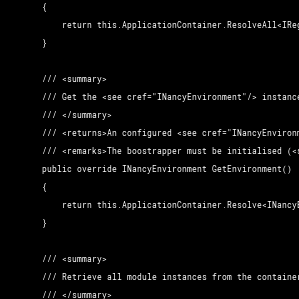 {
return this.ApplicationContainer.ResolveAll<IReg
}
/// <summary>
/// Get the <see cref="INancyEnvironment"/> instance
/// </summary>
/// <returns>An configured <see cref="INancyEnvironm
/// <remarks>The boostrapper must be initialised (<s
public override INancyEnvironment GetEnvironment()
{
return this.ApplicationContainer.Resolve<INancyE
}
/// <summary>
/// Retrieve all module instances from the container
/// </summary>